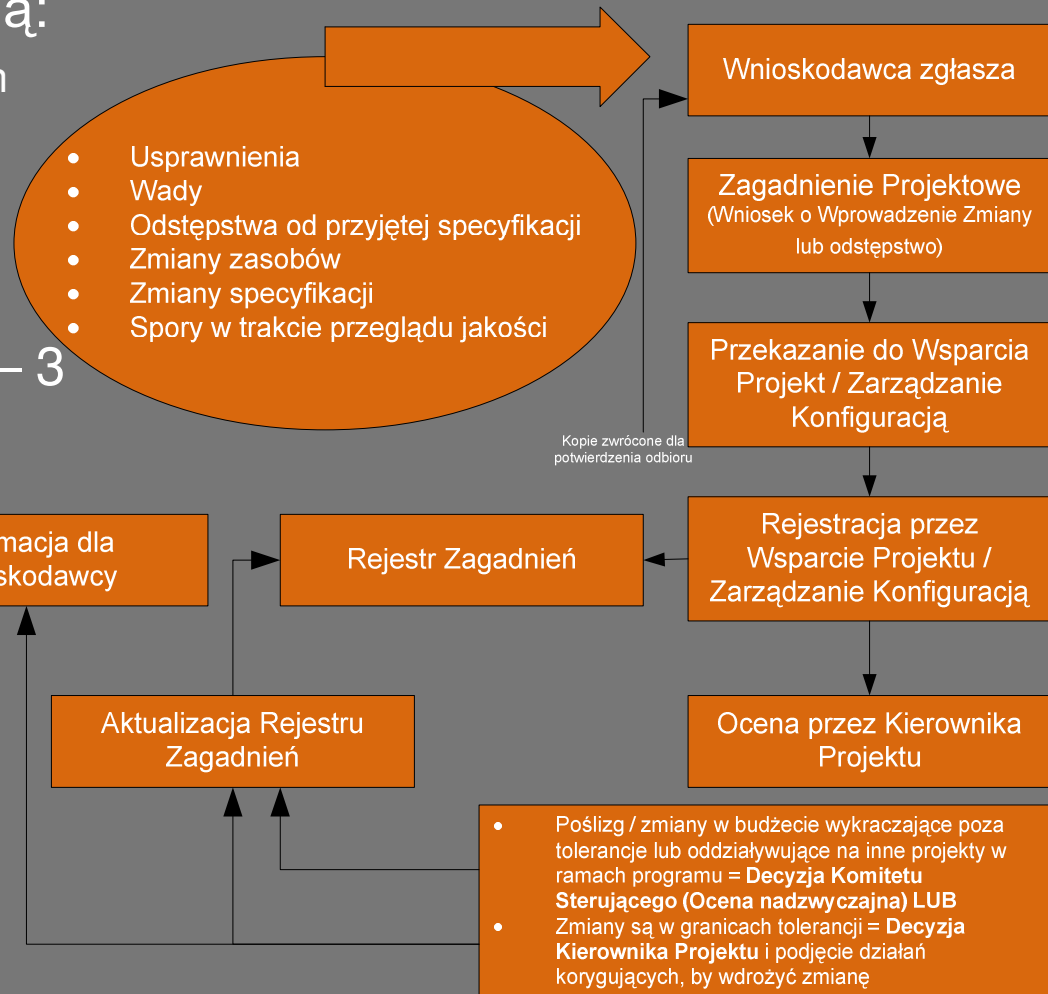 ą:
Wnioskodawca zgłasza
• Usprawnienia
• Wady
• Odstępstwa od przyjętej specyfikacji
• Zmiany zasobów
• Zmiany specyfikacji
• Spory w trakcie przeglądu jakości
– 3
Zagadnienie Projektowe
(Wniosek o Wprowadzenie Zmiany
lub odstępstwo)
Przekazanie do Wsparcia
Projekt / Zarządzanie
Konfiguracją
Kopie zwrócone dla
potwierdzenia odbioru
macja dla
skodawcy
Rejestr Zagadnień
Rejestracja przez
Wsparcie Projektu /
Zarządzanie Konfiguracją
Aktualizacja Rejestru
Zagadnień
Ocena przez Kierownika
Projektu
• Poślizg / zmiany w budżecie wykraczające poza
tolerancje lub oddziaływujące na inne projekty w
ramach programu = Decyzja Komitetu
Sterującego (Ocena nadzwyczajna) LUB
• Zmiany są w granicach tolerancji = Decyzja
Kierownika Projektu i podjęcie działań
korygujących, by wdrożyć zmianę